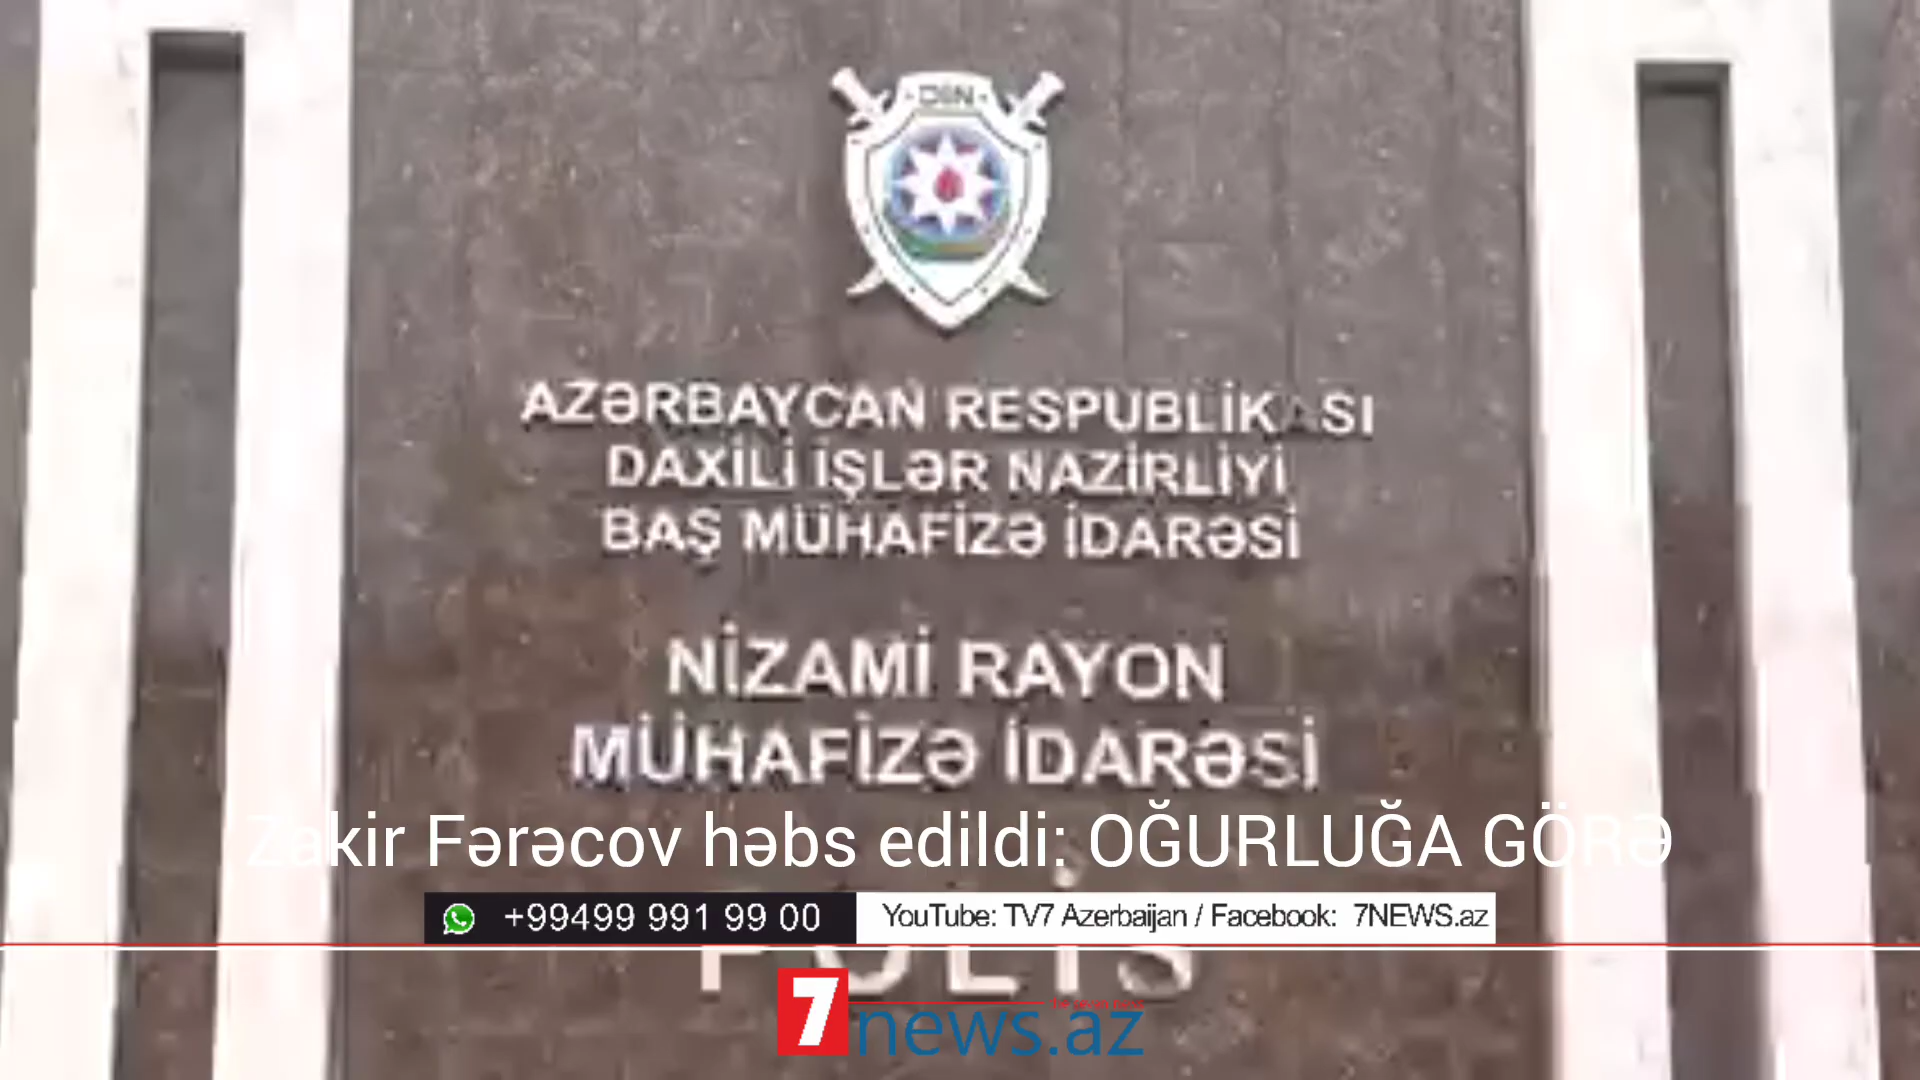 DİN
AZƏRBAYCAN RESPUBLİKASI
DAXİLİ İŞLƏR NAZİRLİYİ
BAŞ MÜHAFİZƏ İDARƏSİ
NİZAMİ RAYON
MÜHAFİZƏ İDARƏSİ
Zakir Fərəcov həbs edildi: OĞURLUĞA GÖRƏ
+99499 991 99 00 YouTube: TV7 Azerbaijan / Facebook: 7NEWS.az
POLİS
7news.az